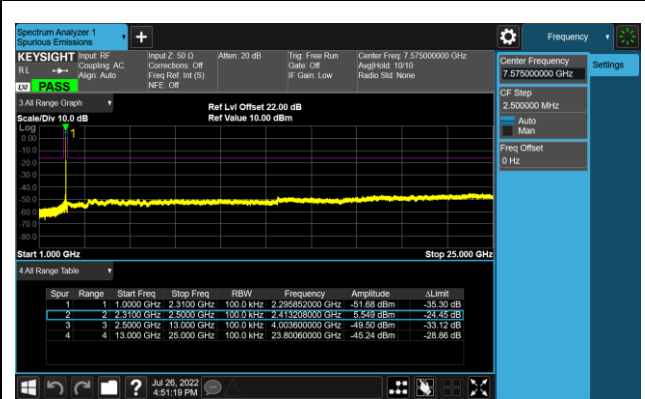 Spectrum Analyzer 1
Spurious Emissions
Frequency
KEYSIGHT
RL
LXI
PASS
Input: RF
Coupling: AC
Align: Auto
Input Z: 50 Ω
Corrections: Off
Freq Ref: Int (S)
NFE: Off
Atten: 20 dB
Trig: Free Run
Gate: Off
IF Gain: Low
Center Freq: 7.575000000 GHz
Avg|Hold: 10/10
Radio Std: None
Center Frequency
7.575000000 GHz
Settings
CF Step
2.500000 MHz
Auto
Man
Freq Offset
0 Hz
3 All Range Graph
Scale/Div 10.0 dB
Ref Lvl Offset 22.00 dB
Ref Value 10.00 dBm
Log
1
0.00
-10.0
-20.0
-30.0
-40.0
-50.0
-60.0
-70.0
-80.0
Start 1.000 GHz
Stop 25.000 GHz
4 All Range Table
Spur Range Start Freq Stop Freq RBW Frequency Amplitude ΔLimit
1 1 1.0000 GHz 2.3100 GHz 100.0 kHz 2.295852000 GHz -51.68 dBm -35.30 dB
2 2 2.3100 GHz 2.5000 GHz 100.0 kHz 2.413208000 GHz 5.549 dBm -24.45 dB
3 3 2.5000 GHz 13.000 GHz 100.0 kHz 4.003600000 GHz -49.50 dBm -33.12 dB
4 4 13.000 GHz 25.000 GHz 100.0 kHz 23.80060000 GHz -45.24 dBm -28.86 dB
Jul 26, 2022
4:51:19 PM